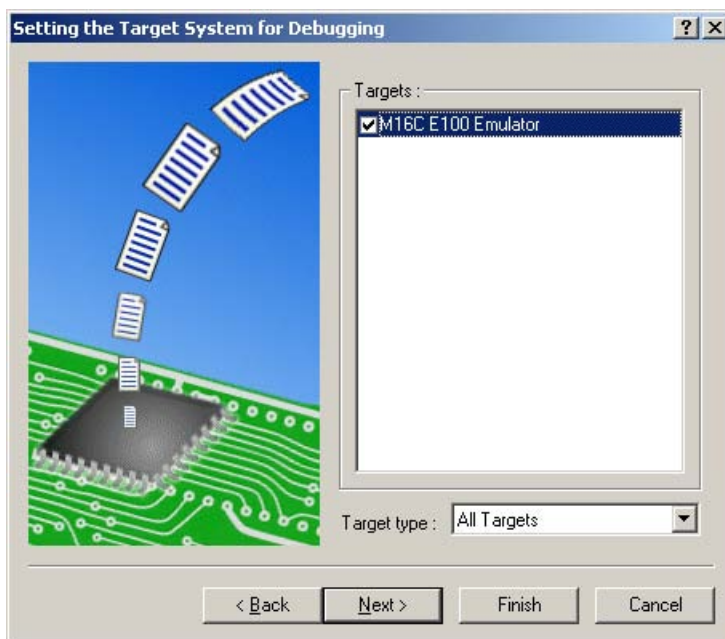 Setting the Target System for Debugging
Targets :
M16C E100 Emulator
Target type : All Targets
< Back Next > Finish Cancel